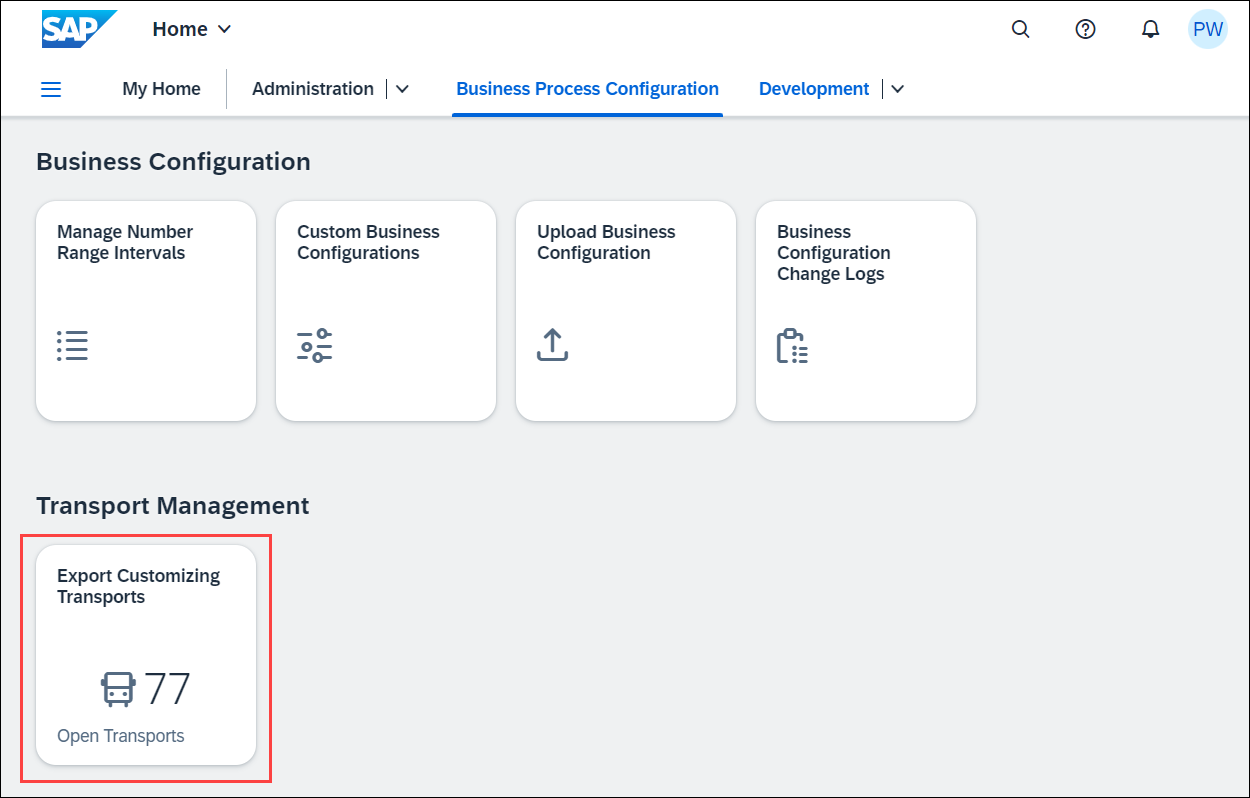 SAP
Home
PW
My Home
Administration
Business Process Configuration
Development
Business Configuration
Manage Number
Range Intervals
Custom Business
Configurations
Upload Business
Configuration
Business
Configuration
Change Logs
Transport Management
Export Customizing
Transports
77
Open Transports